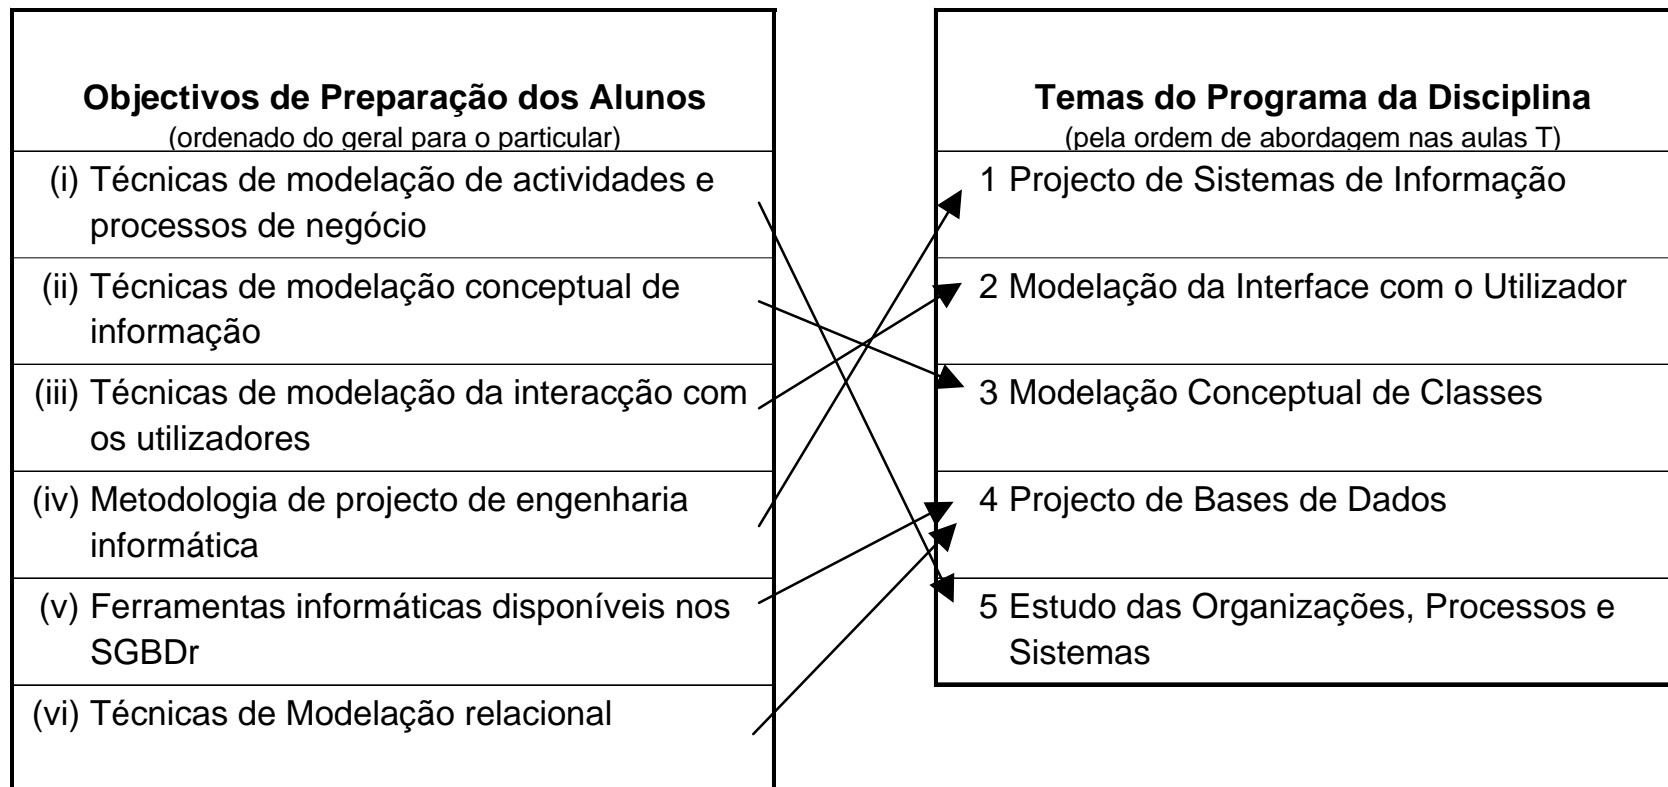 Objectivos de Preparação dos Alunos
(ordenado do geral para o particular)
(i) Técnicas de modelação de actividades e
processos de negócio
(ii) Técnicas de modelação conceptual de
informação
(iii) Técnicas de modelação da interacção com
os utilizadores
(iv) Metodologia de projecto de engenharia
informática
(v) Ferramentas informáticas disponíveis nos
SGBDr
(vi) Técnicas de Modelação relacional
Temas do Programa da Disciplina
(pela ordem de abordagem nas aulas T)
1 Projecto de Sistemas de Informação
2 Modelação da Interface com o Utilizador
3 Modelação Conceptual de Classes
4 Projecto de Bases de Dados
5 Estudo das Organizações, Processos e
Sistemas